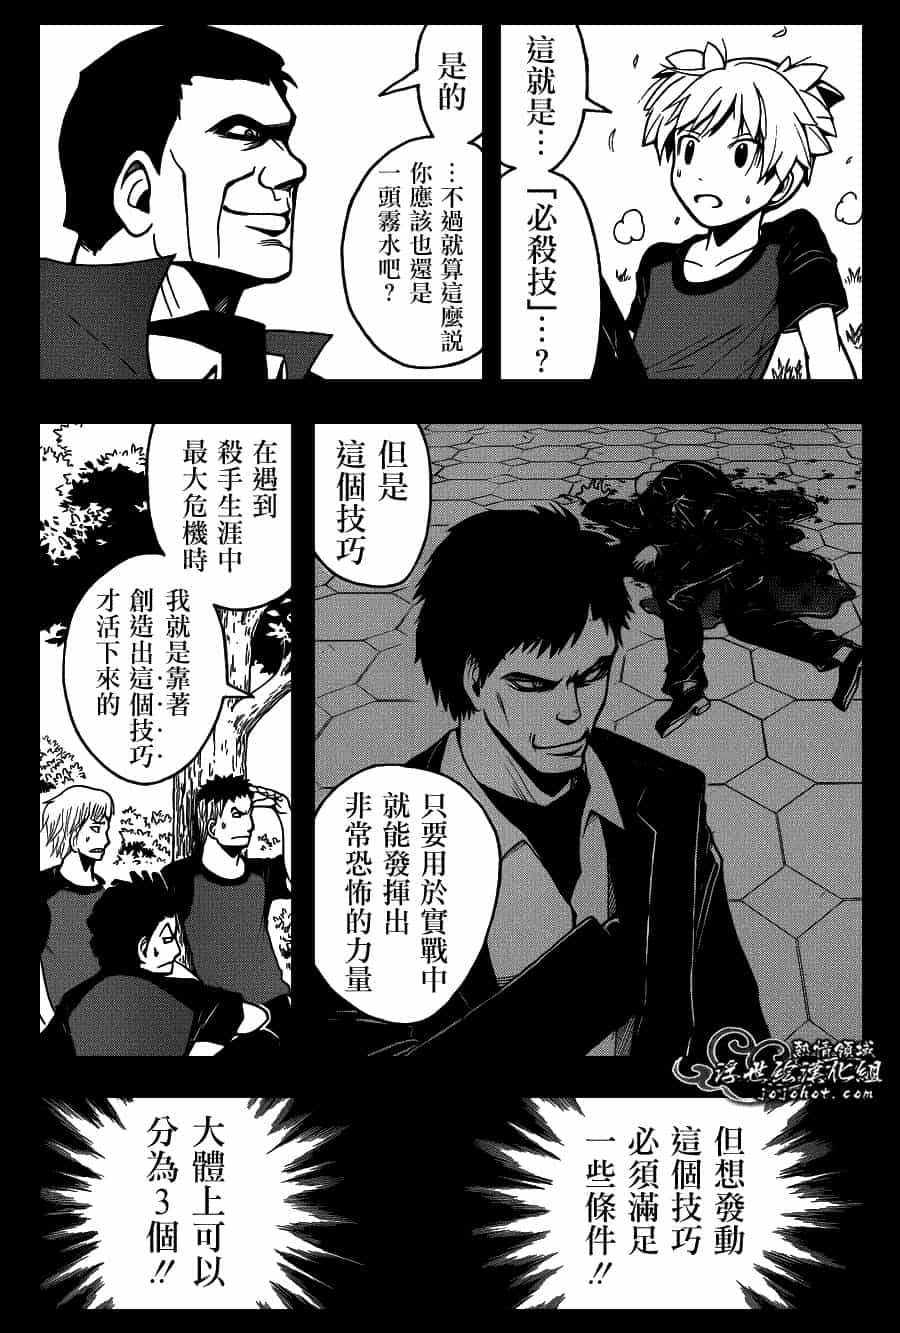 這就是…
「必殺技」…？
是的
…不過就算這麼說
你應該也還是
一頭霧水吧？
但是
這個技巧
只要用於實戰中
就能發揮出
非常恐怖的力量
在遇到
殺手生涯中
最大危機時
我就是靠著
創造出這個技巧
才活下來的
熱情領域
浮世绘漢化組
jojohot.com
但想發動
這個技巧
必須滿足
一些條件!!
大體上可以
分為3個!!